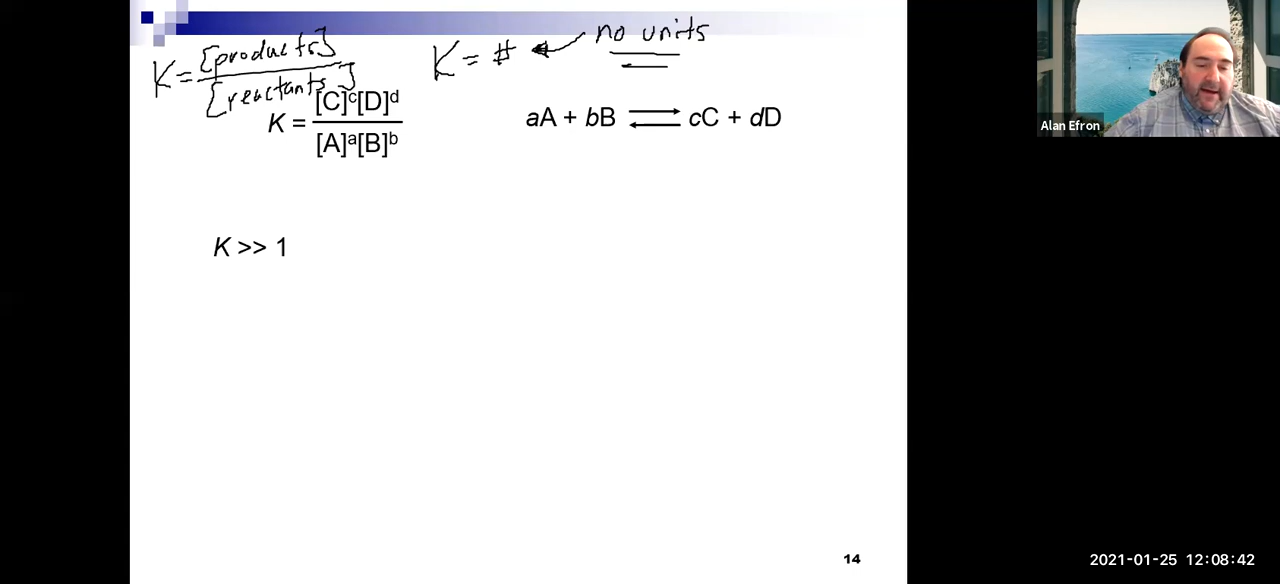 K = [products]
[reactants]
K = # ← no units
K = [C]ᶜ[D]ᵈ
[A]ᵃ[B]ᵇ
aA + bB ⇌ cC + dD
K >> 1
14
Alan Efron
2021-01-25 12:08:42